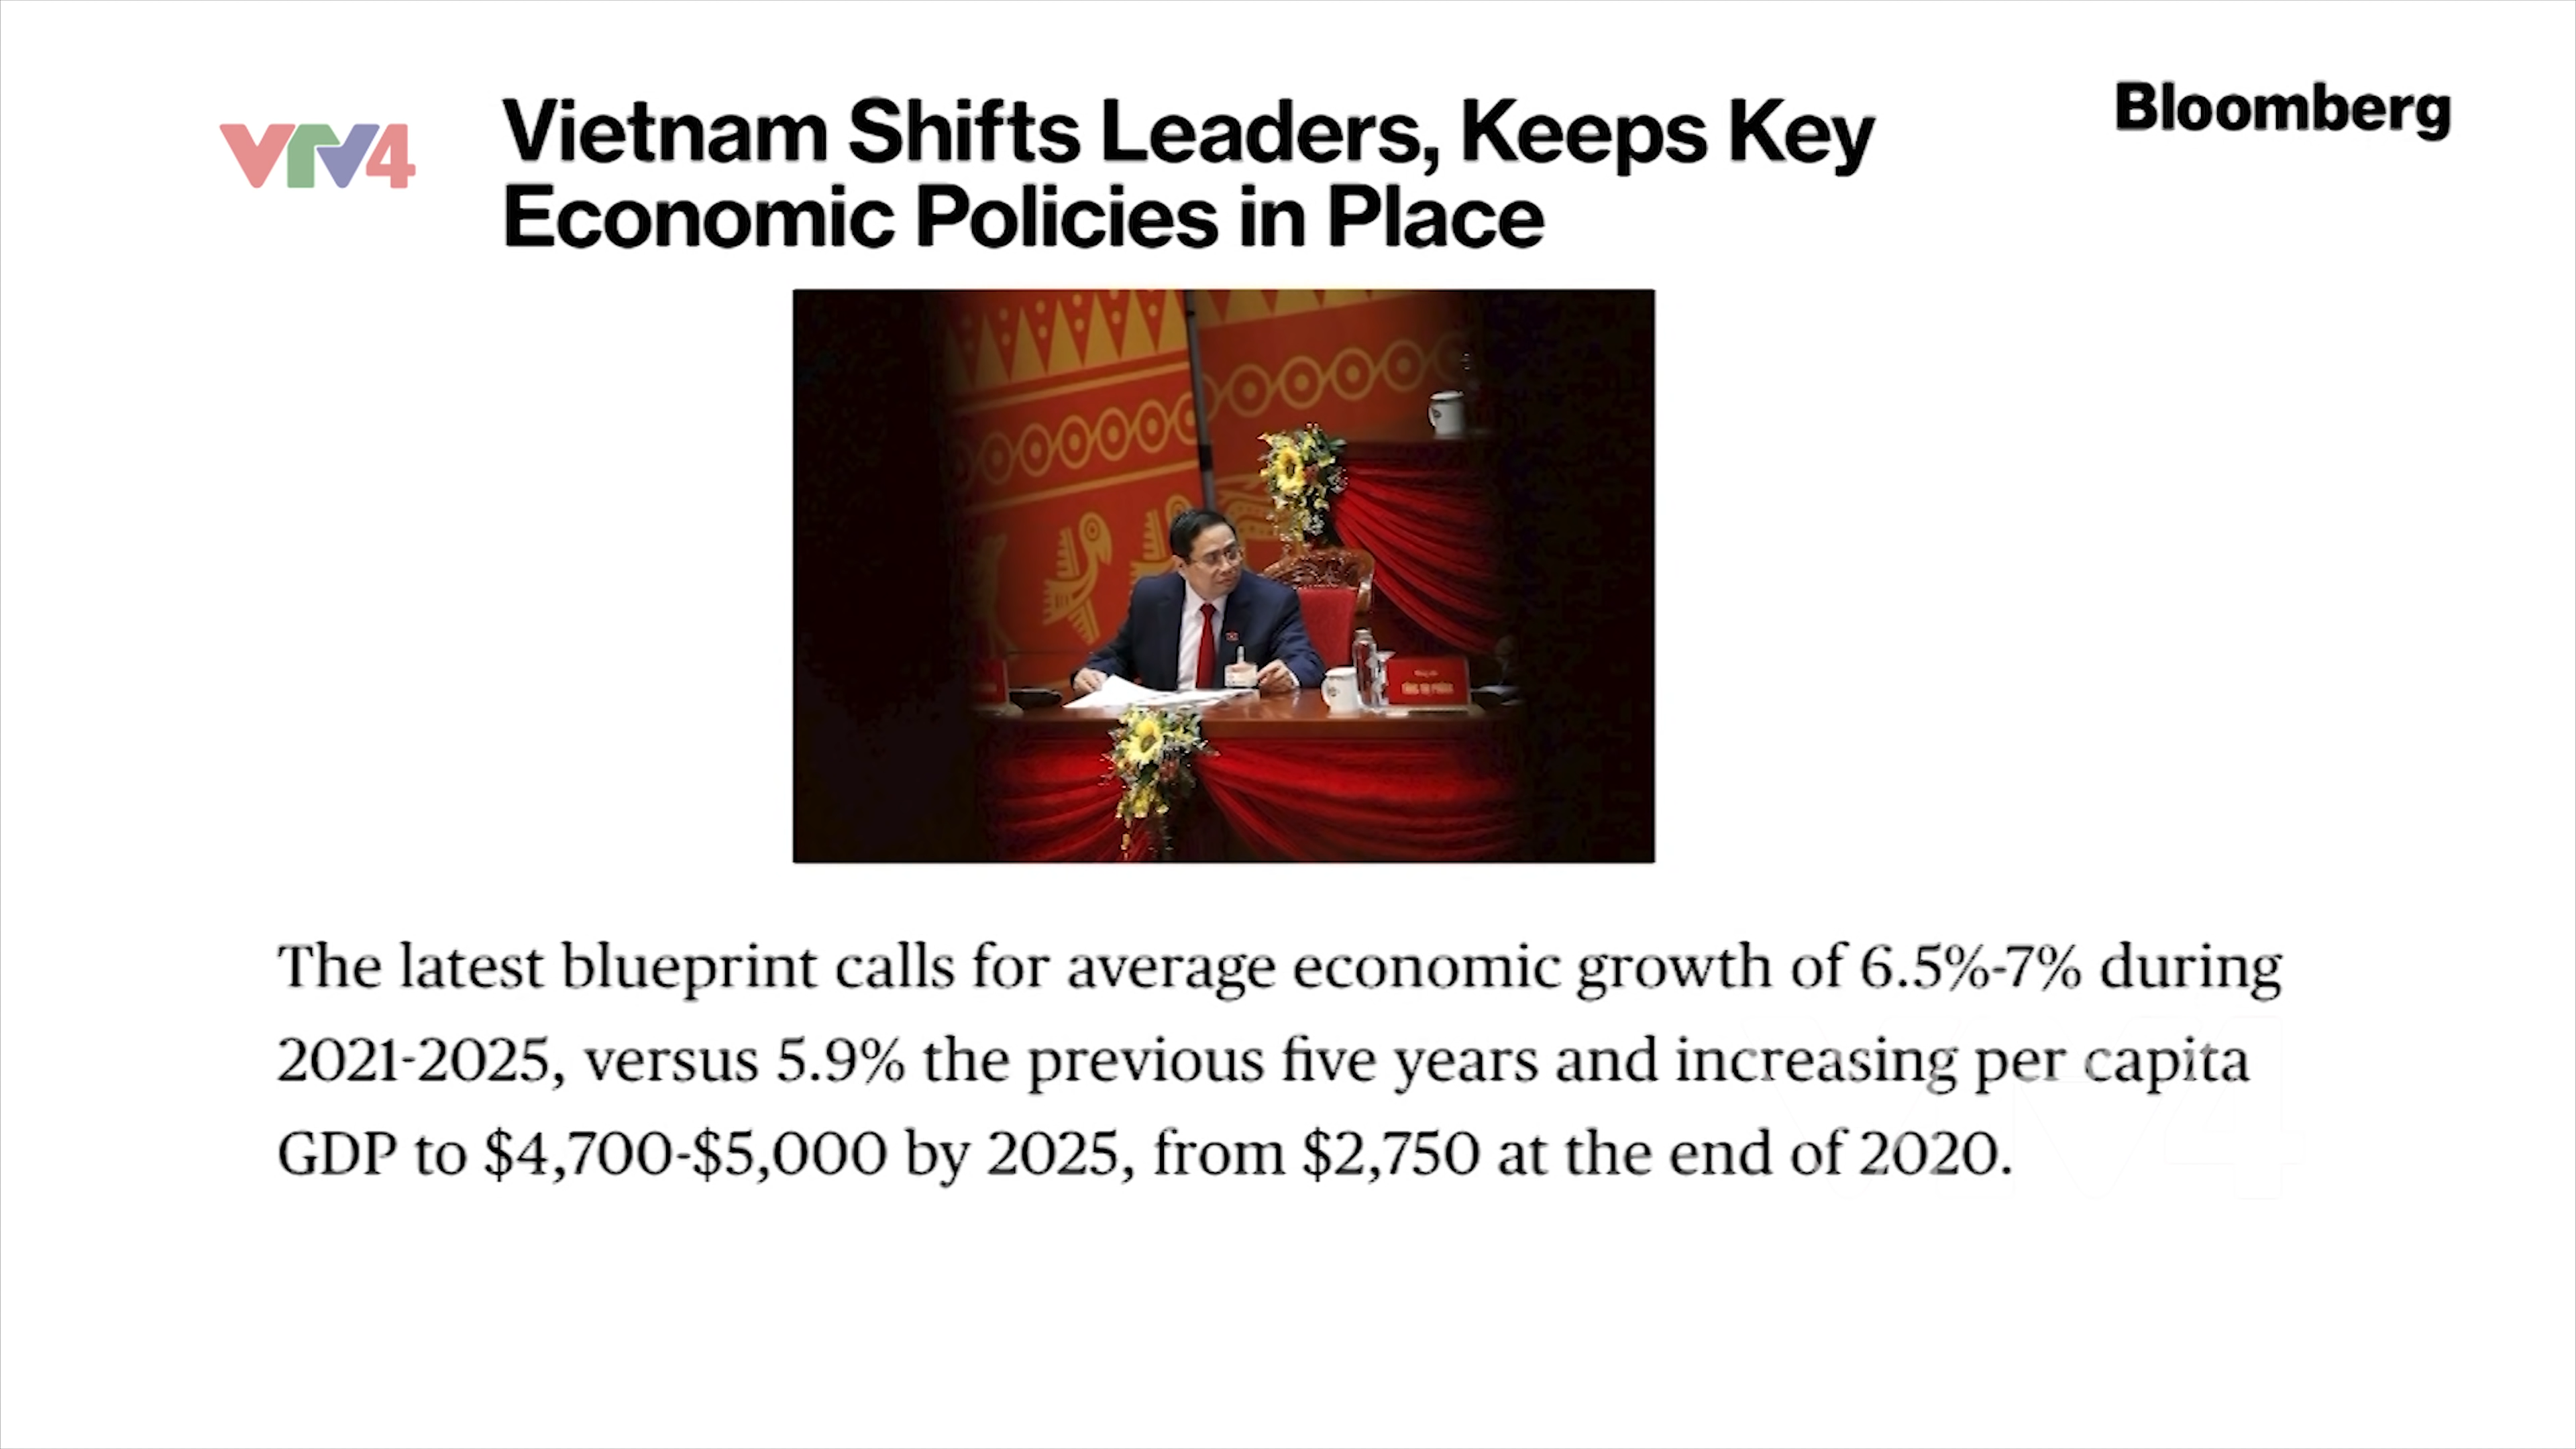 VTV4
Vietnam Shifts Leaders, Keeps Key
Economic Policies in Place
Bloomberg
The latest blueprint calls for average economic growth of 6.5%-7% during
2021-2025, versus 5.9% the previous five years and increasing per capita
GDP to $4,700-$5,000 by 2025, from $2,750 at the end of 2020.